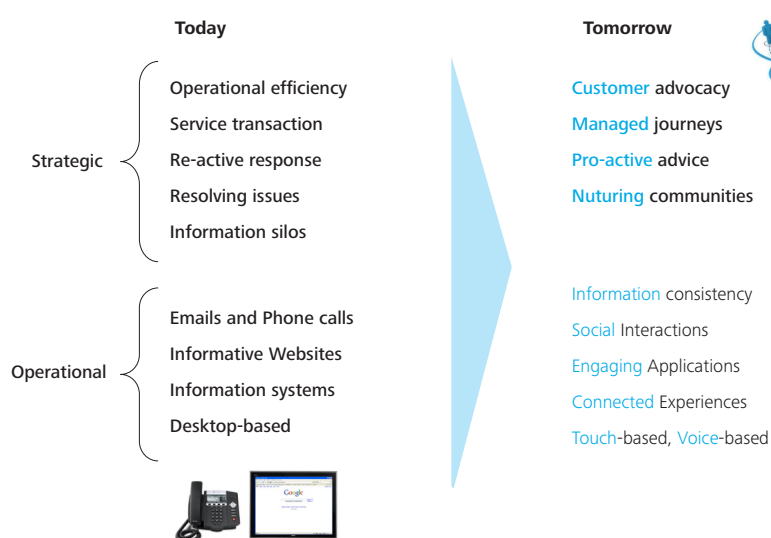 Today
Strategic
Operational efficiency
Service transaction
Re-active response
Resolving issues
Information silos
Operational
Emails and Phone calls
Informative Websites
Information systems
Desktop-based
Google
Tomorrow
Customer advocacy
Managed journeys
Pro-active advice
Nuturing communities
Information consistency
Social Interactions
Engaging Applications
Connected Experiences
Touch-based, Voice-based